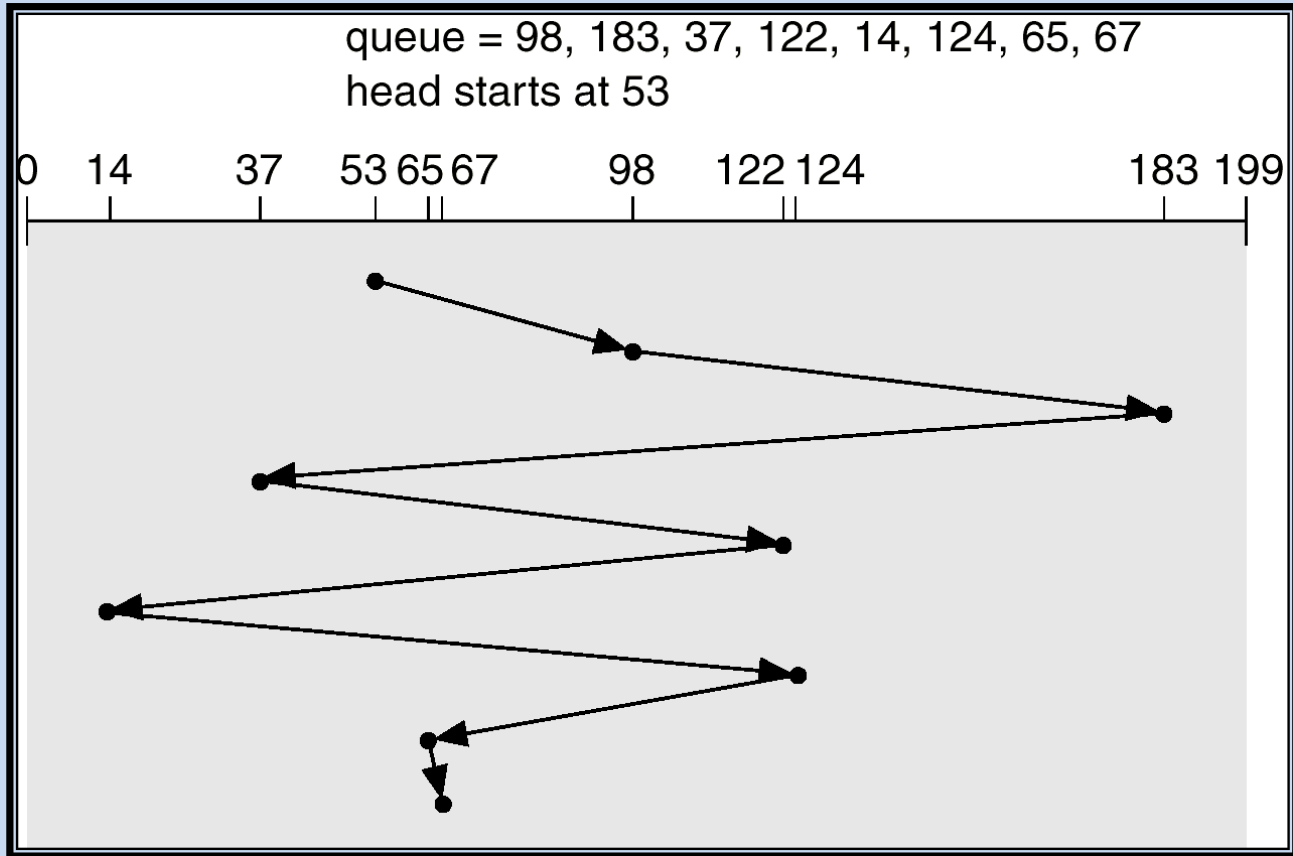 queue = 98, 183, 37, 122, 14, 124, 65, 67
head starts at 53
0 14 37 53 65 67 98 122 124 183 199